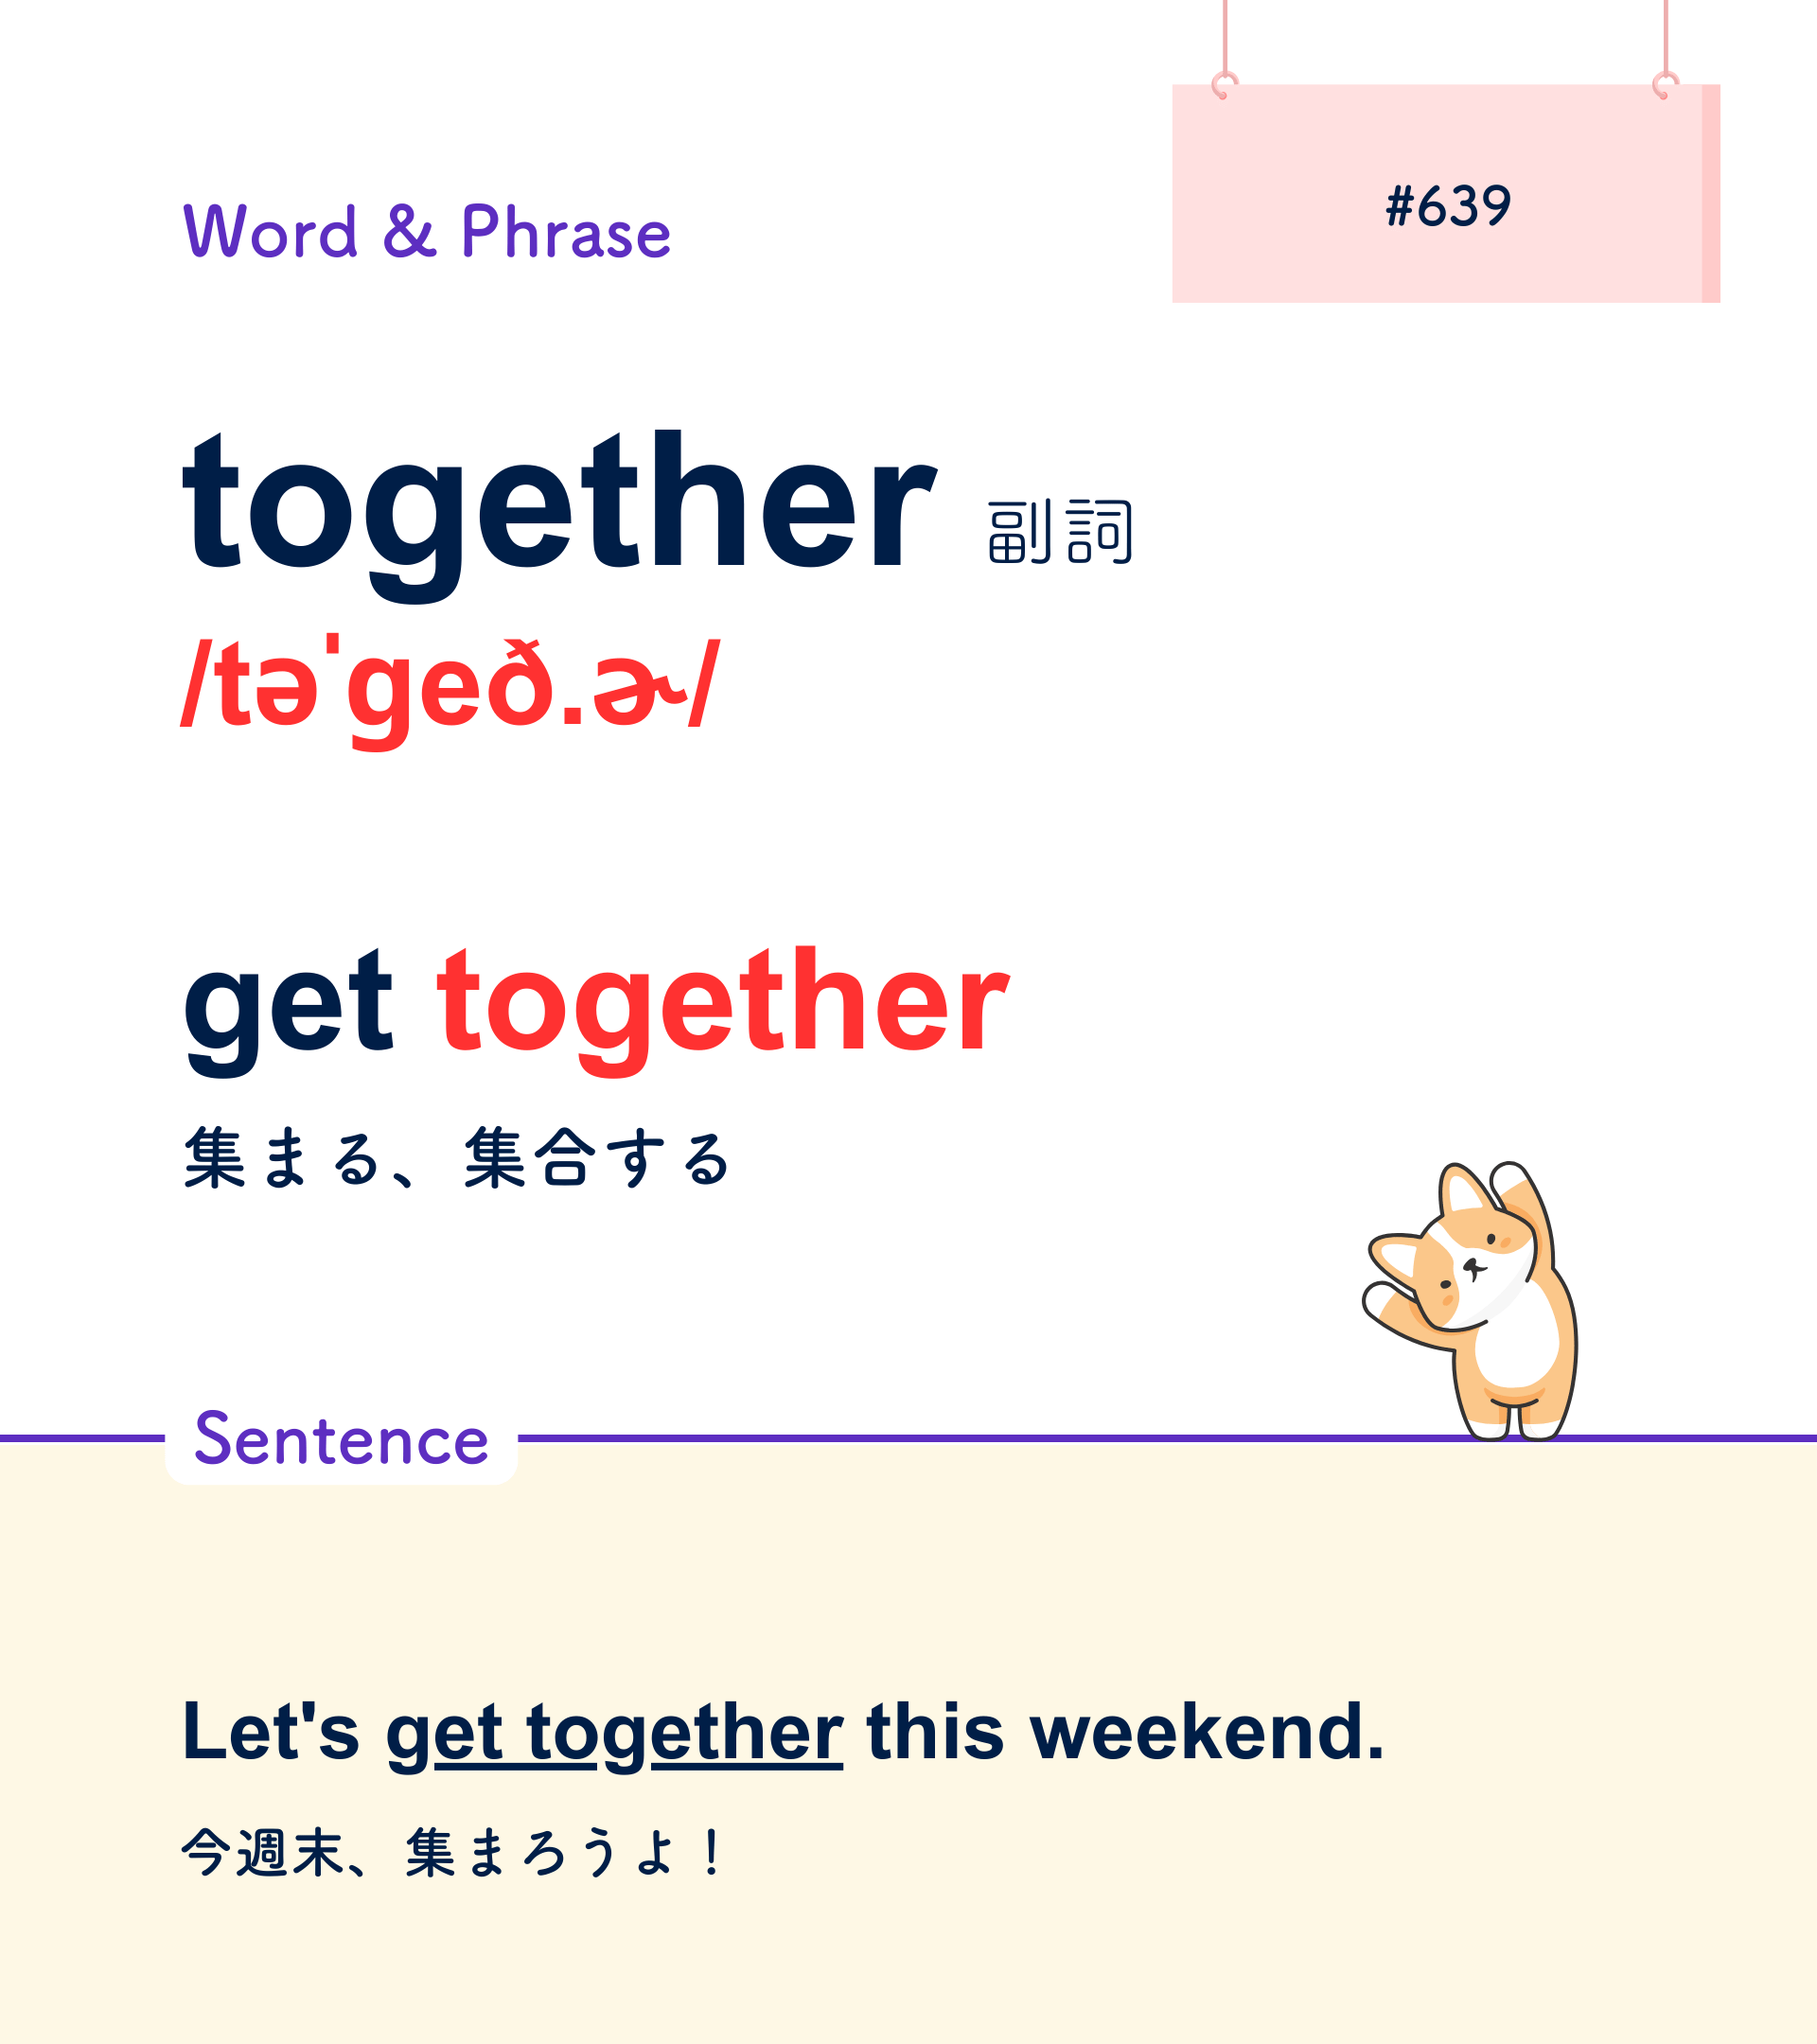 #639
Word & Phrase
together 副詞
/təˈɡeð.ɚ/
get together
集まる、集合する
Sentence
Let's get together this weekend.
今週末、集まろうよ！